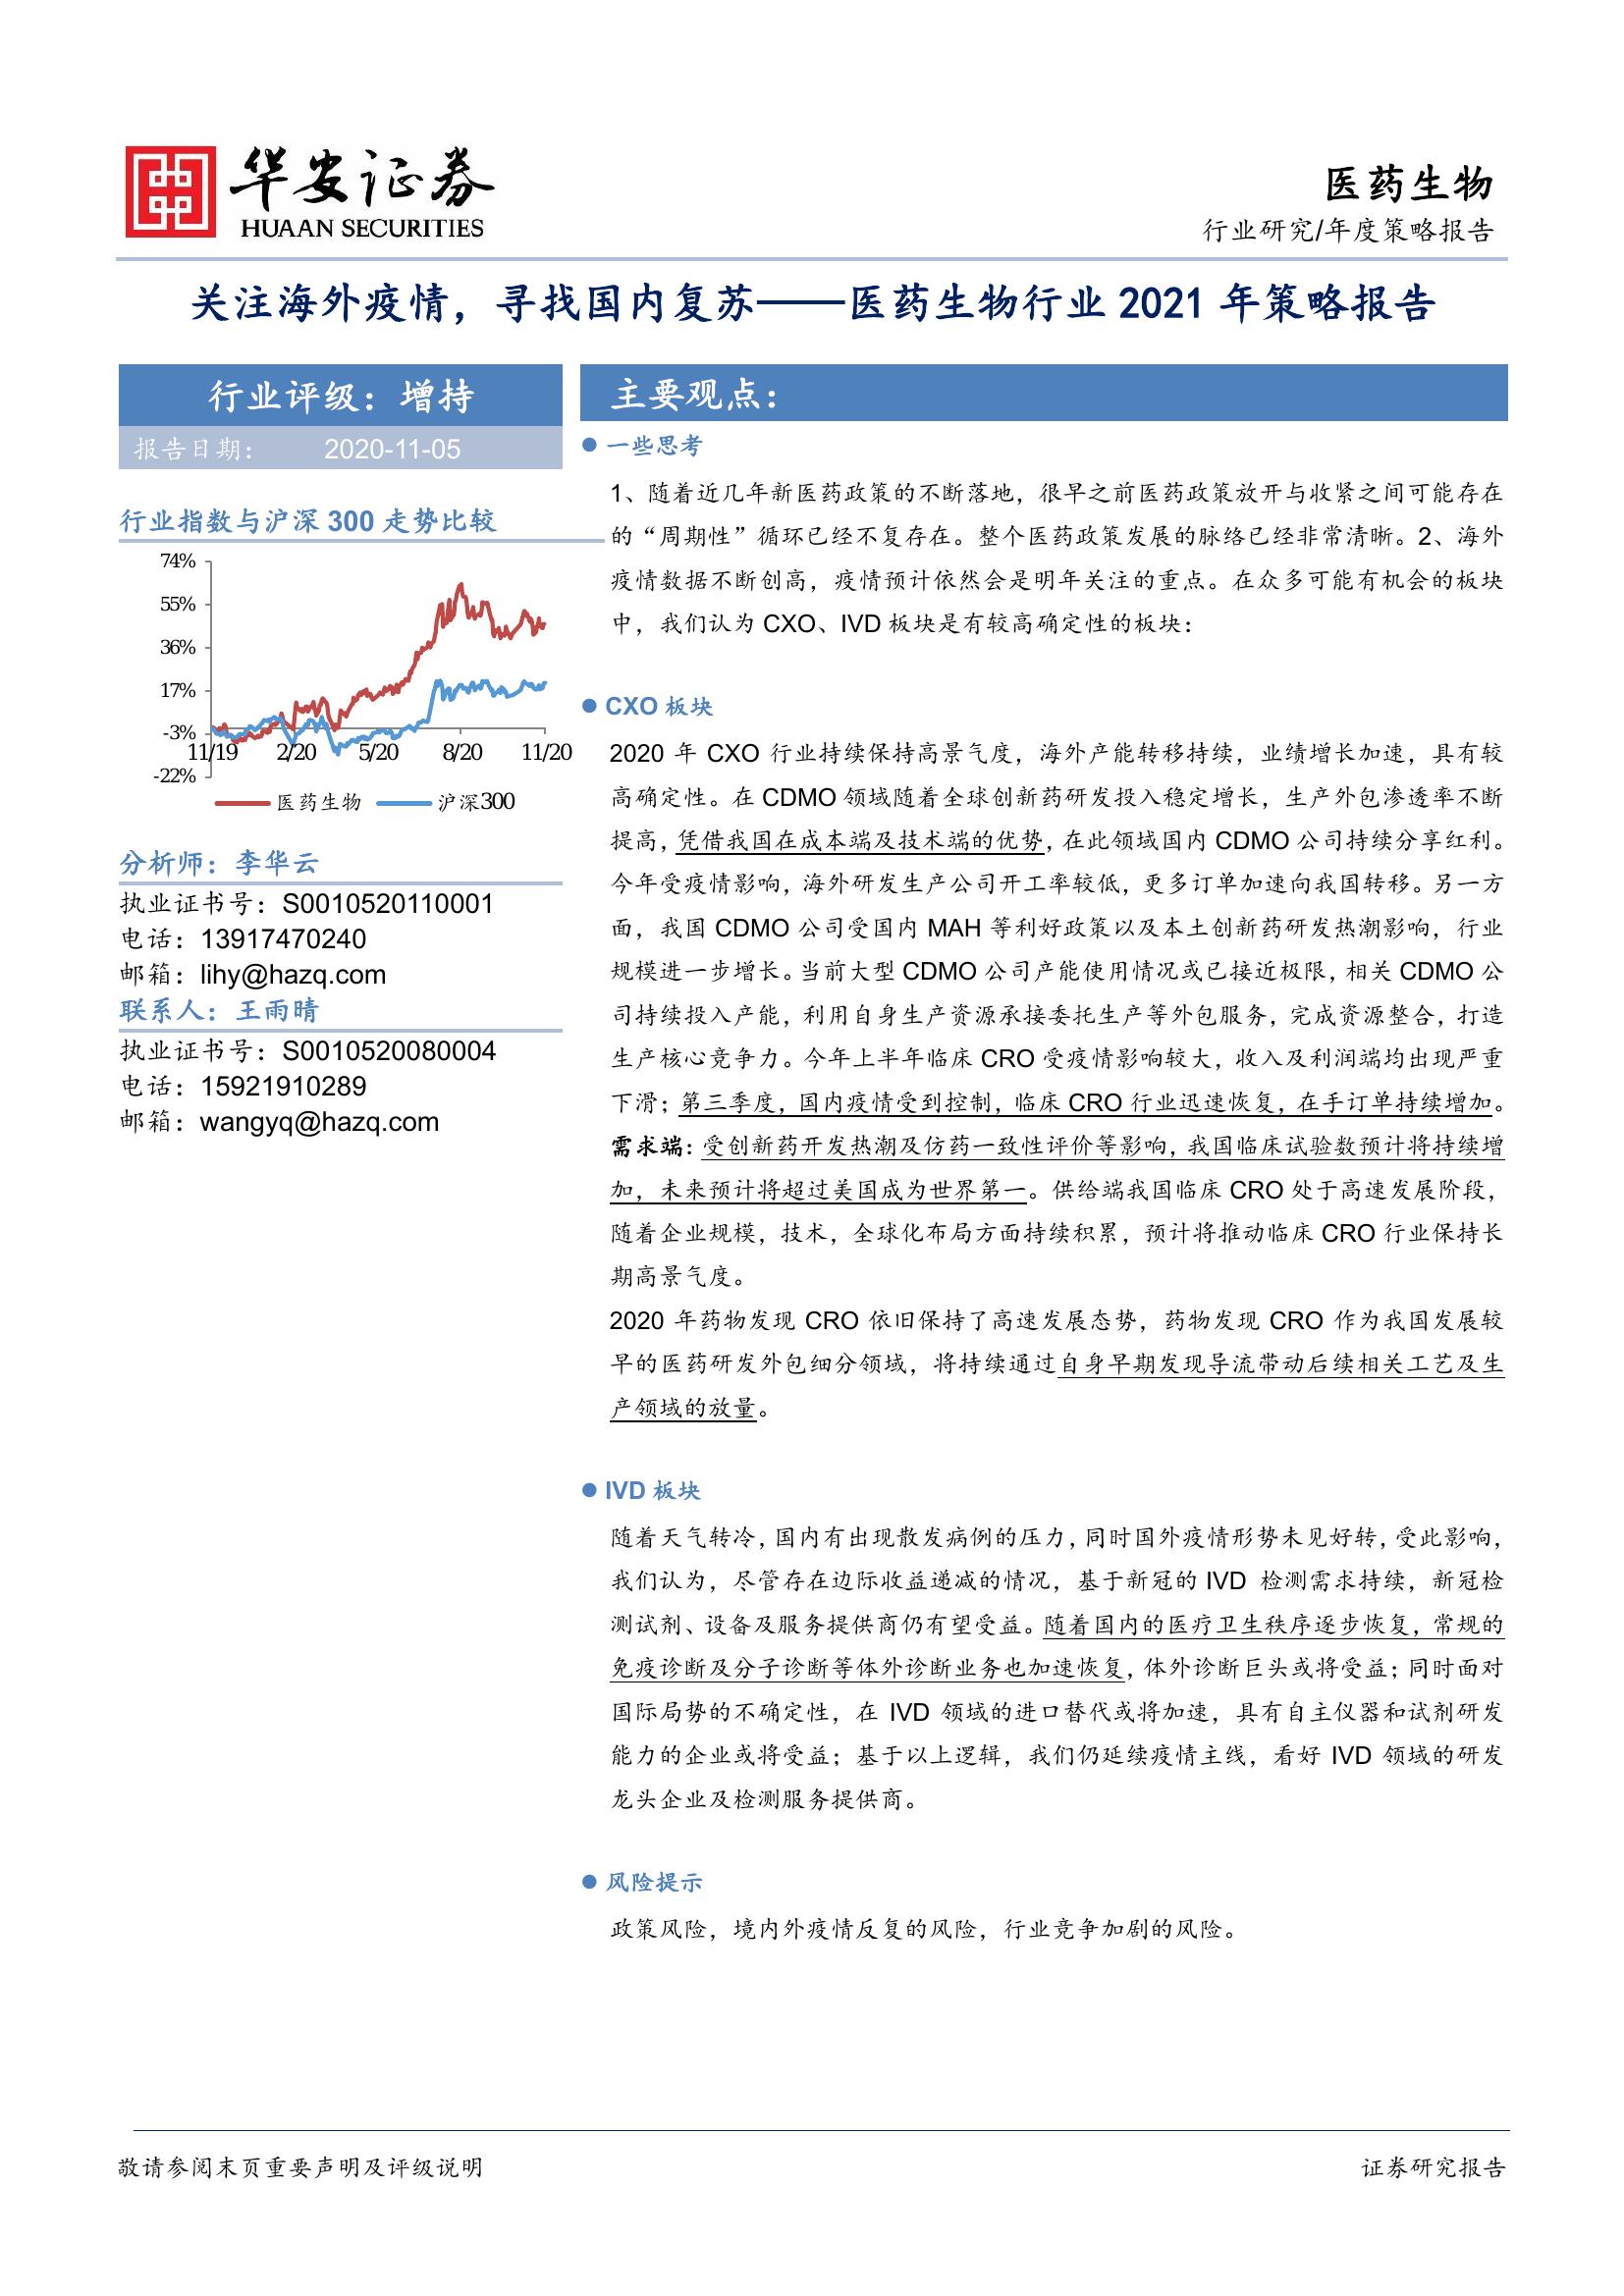 华安证券
HUAAN SECURITIES
医药生物
行业研究/年度策略报告
关注海外疫情，寻找国内复苏——医药生物行业 2021 年策略报告
行业评级：增持
报告日期： 2020-11-05
行业指数与沪深 300 走势比较
74%
55%
36%
17%
-3%
-22%
11/19 2/20 5/20 8/20 11/20
医药生物 沪深300
分析师：李华云
执业证书号：S0010520110001
电话：13917470240
邮箱：lihy@hazq.com
联系人：王雨晴
执业证书号：S0010520080004
电话：15921910289
邮箱：wangyq@hazq.com
主要观点：
● 一些思考
1、随着近几年新医药政策的不断落地，很早之前医药政策放开与收紧之间可能存在
的“周期性”循环已经不复存在。整个医药政策发展的脉络已经非常清晰。2、海外
疫情数据不断创高，疫情预计依然会是明年关注的重点。在众多可能有机会的板块
中，我们认为 CXO、IVD 板块是有较高确定性的板块：
● CXO 板块
2020 年 CXO 行业持续保持高景气度，海外产能转移持续，业绩增长加速，具有较
高确定性。在 CDMO 领域随着全球创新药研发投入稳定增长，生产外包渗透率不断
提高，凭借我国在成本端及技术端的优势，在此领域国内 CDMO 公司持续分享红利。
今年受疫情影响，海外研发生产公司开工率较低，更多订单加速向我国转移。另一方
面，我国 CDMO 公司受国内 MAH 等利好政策以及本土创新药研发热潮影响，行业
规模进一步增长。当前大型 CDMO 公司产能使用情况或已接近极限，相关 CDMO 公
司持续投入产能，利用自身生产资源承接委托生产等外包服务，完成资源整合，打造
生产核心竞争力。今年上半年临床 CRO 受疫情影响较大，收入及利润端均出现严重
下滑；第三季度，国内疫情受到控制，临床 CRO 行业迅速恢复，在手订单持续增加。
需求端：受创新药开发热潮及仿药一致性评价等影响，我国临床试验数预计将持续增
加，未来预计将超过美国成为世界第一。供给端我国临床 CRO 处于高速发展阶段，
随着企业规模，技术，全球化布局方面持续积累，预计将推动临床 CRO 行业保持长
期高景气度。
2020 年药物发现 CRO 依旧保持了高速发展态势，药物发现 CRO 作为我国发展较
早的医药研发外包细分领域，将持续通过自身早期发现导流带动后续相关工艺及生
产领域的放量。
● IVD 板块
随着天气转冷，国内有出现散发病例的压力，同时国外疫情形势未见好转，受此影响，
我们认为，尽管存在边际收益递减的情况，基于新冠的 IVD 检测需求持续，新冠检
测试剂、设备及服务提供商仍有望受益。随着国内的医疗卫生秩序逐步恢复，常规的
免疫诊断及分子诊断等体外诊断业务也加速恢复，体外诊断巨头或将受益；同时面对
国际局势的不确定性，在 IVD 领域的进口替代或将加速，具有自主仪器和试剂研发
能力的企业或将受益；基于以上逻辑，我们仍延续疫情主线，看好 IVD 领域的研发
龙头企业及检测服务提供商。
● 风险提示
政策风险，境内外疫情反复的风险，行业竞争加剧的风险。
敬请参阅末页重要声明及评级说明
证券研究报告